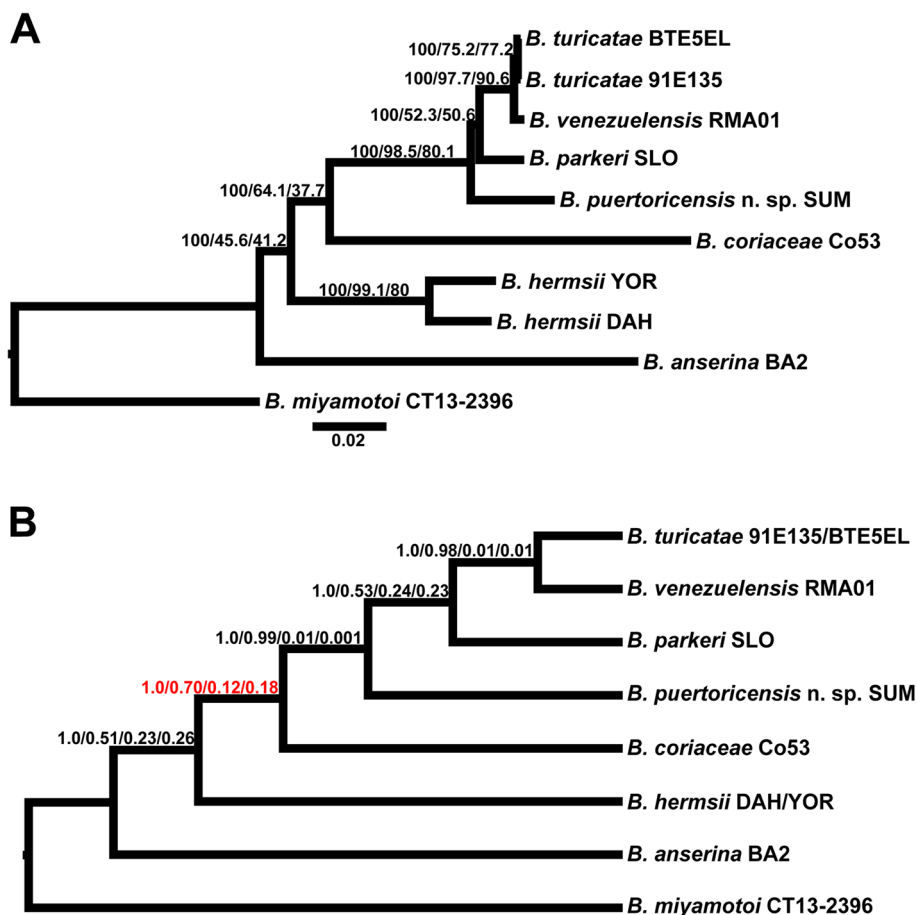 A
100/75.2/77.2
B. turicatae BTE5EL
100/97.7/90.6
B. turicatae 91E135
100/52.3/50.6
B. venezuelensis RMA01
100/98.5/80.1
B. parkeri SLO
100/64.1/37.7
B. puertoricensis n. sp. SUM
100/45.6/41.2
B. coriaceae Co53
100/99.1/80
B. hermsii YOR
B. hermsii DAH
B. anserina BA2
B. miyamotoi CT13-2396
0.02
B
B. turicatae 91E135/BTE5EL
1.0/0.98/0.01/0.01
B. venezuelensis RMA01
1.0/0.53/0.24/0.23
B. parkeri SLO
1.0/0.99/0.01/0.001
B. puertoricensis n. sp. SUM
1.0/0.70/0.12/0.18
1.0/0.51/0.23/0.26
B. coriaceae Co53
B. hermsii DAH/YOR
B. anserina BA2
B. miyamotoi CT13-2396